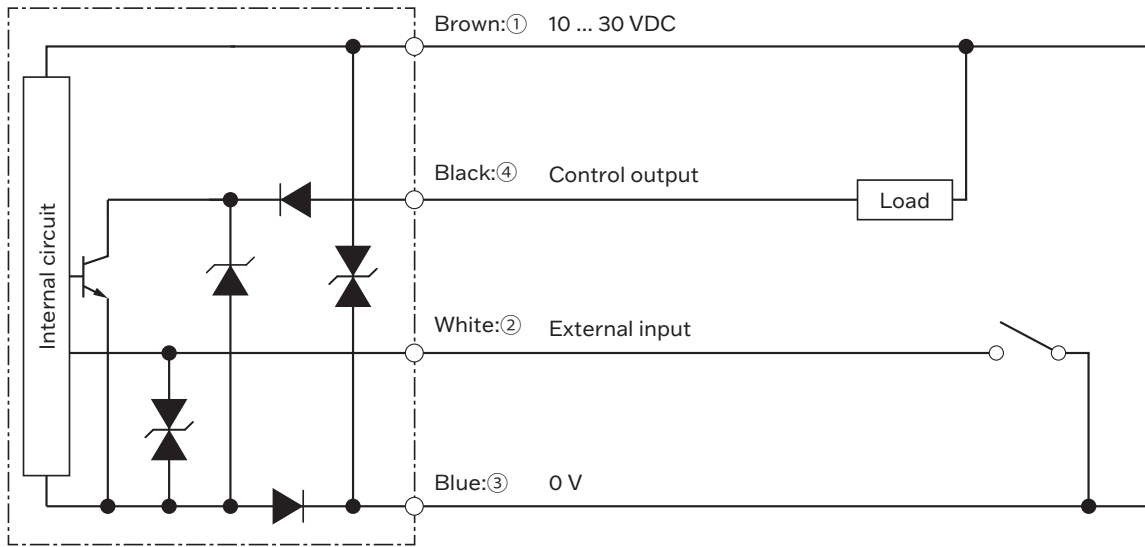 Brown:① 10 ... 30 VDC
Black:④ Control output
Load
Internal circuit
White:② External input
Blue:③ 0 V